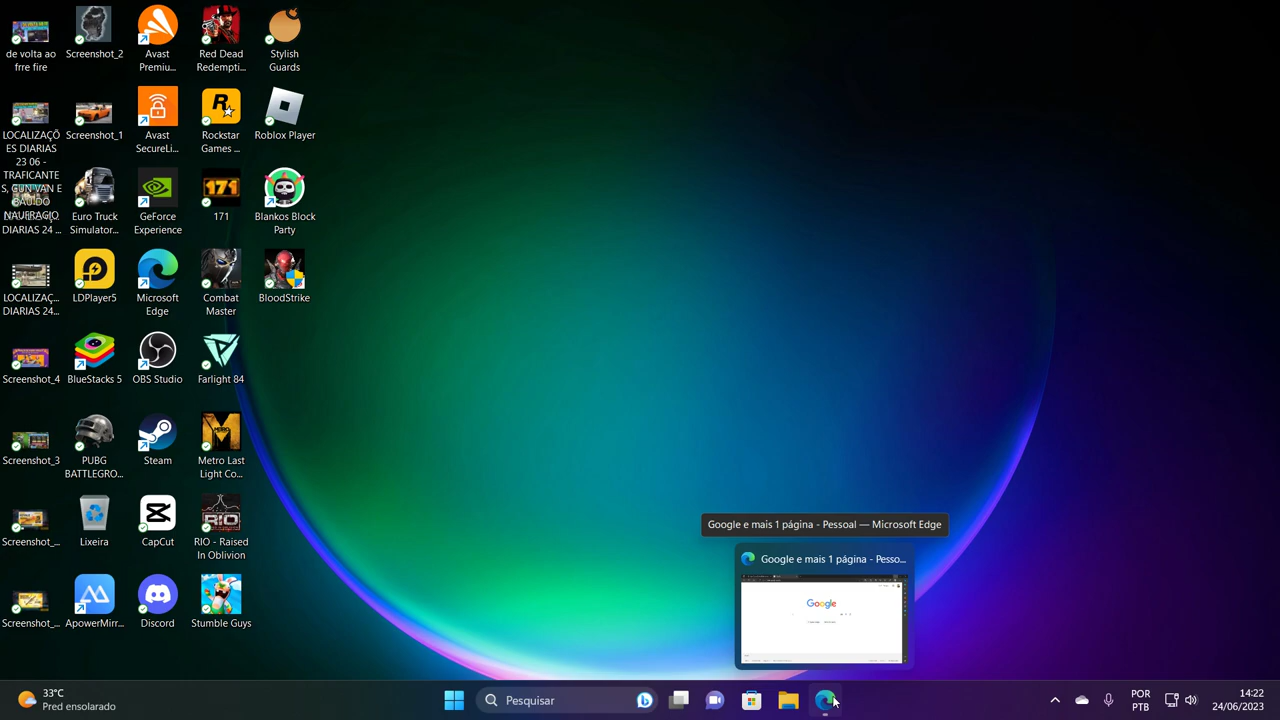 de volta ao
frre fire
Screenshot_2
Avast
Premiu...
Red Dead
Redempti...
Stylish
Guards
LOCALIZAÇÕ
ES DIARIAS
23 06 -
TRAFICANTE
S, GUN VAN E
BAU DO
NAUFRAGIO
DIARIAS 24 ...
Screenshot_1
Avast
SecureLi...
Rockstar
Games ...
Roblox Player
Euro Truck
Simulator...
GeForce
Experience
171
171
Blankos Block
Party
LOCALIZAÇ...
DIARIAS 24...
LDPlayer5
Microsoft
Edge
Combat
Master
BloodStrike
Screenshot_4
BlueStacks 5
OBS Studio
Farlight 84
Screenshot_3
PUBG
BATTLEGRO...
Steam
Metro Last
Light Co...
Screenshot_...
Lixeira
CapCut
RIO
RIO - Raised
In Oblivion
Screenshot_...
ApowerMirr...
Discord
Stumble Guys
Google e mais 1 página - Pessoal — Microsoft Edge
Google e mais 1 página - Pesso...
Google
33°C
Pred ensolarado
Pesquisar
POR
PTB
14:22
24/06/2023